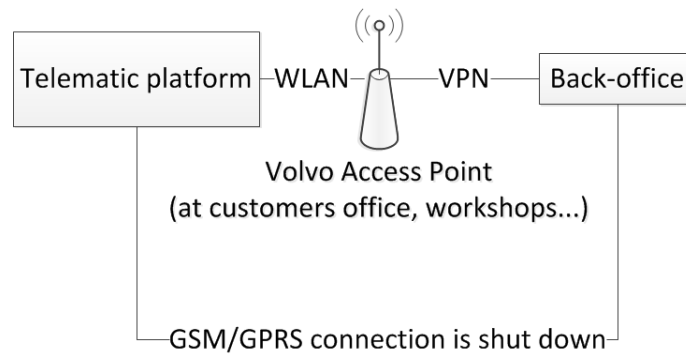 Telematic platform
WLAN
VPN
Back-office
Volvo Access Point
(at customers office, workshops...)
GSM/GPRS connection is shut down